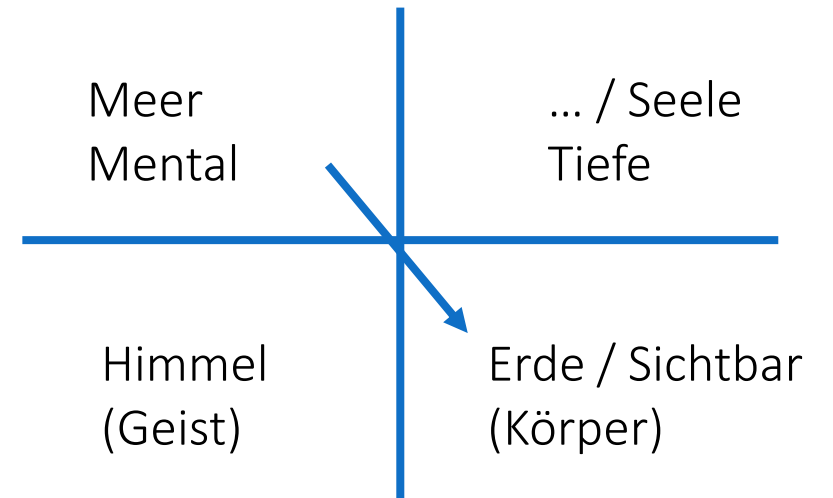 Meer
Mental
... / Seele
Tiefe
Himmel
(Geist)
Erde / Sichtbar
(Körper)